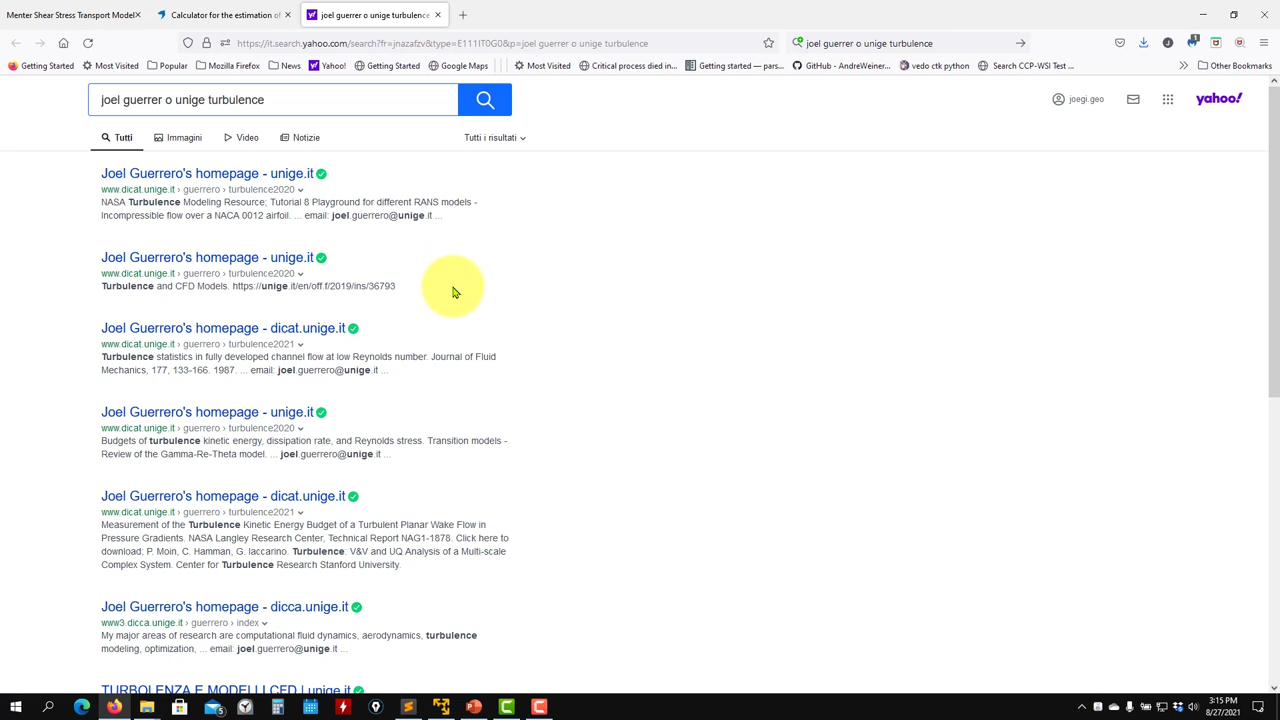 Menter Shear Stress Transport Model
Calculator for the estimation of
joel guerrer o unige turbulence
https://it.search.yahoo.com/search?fr=jnazafzv&type=E111IT0G0&p=joel guerrer o unige turbulence
joel guerrer o unige turbulence
Getting Started
Most Visited
Popular
Mozilla Firefox
News
Yahoo!
Getting Started
Google Maps
Most Visited
Critical process died in...
Getting started — pars...
GitHub - AndreWeiner...
vedo ctk python
Search CCP-WSI Test ...
Other Bookmarks
joel guerrer o unige turbulence
joegi.geo
yahoo!
Tutti
Immagini
Video
Notizie
Tutti i risultati
Joel Guerrero's homepage - unige.it
www.dicat.unige.it › guerrero › turbulence2020
NASA Turbulence Modeling Resource; Tutorial 8 Playground for different RANS models -
Incompressible flow over a NACA 0012 airfoil. ... email: joel.guerrero@unige.it ...
Joel Guerrero's homepage - unige.it
www.dicat.unige.it › guerrero › turbulence2020
Turbulence and CFD Models. https://unige.it/en/off.f/2019/ins/36793
Joel Guerrero's homepage - dicat.unige.it
www.dicat.unige.it › guerrero › turbulence2021
Turbulence statistics in fully developed channel flow at low Reynolds number. Journal of Fluid
Mechanics, 177, 133-166. 1987. ... email: joel.guerrero@unige.it ...
Joel Guerrero's homepage - unige.it
www.dicat.unige.it › guerrero › turbulence2020
Budgets of turbulence kinetic energy, dissipation rate, and Reynolds stress. Transition models -
Review of the Gamma-Re-Theta model. ... joel.guerrero@unige.it ...
Joel Guerrero's homepage - dicat.unige.it
www.dicat.unige.it › guerrero › turbulence2021
Measurement of the Turbulence Kinetic Energy Budget of a Turbulent Planar Wake Flow in
Pressure Gradients. NASA Langley Research Center, Technical Report NAG1-1878. Click here to
download; P. Moin, C. Hamman, G. Iaccarino. Turbulence: V&V and UQ Analysis of a Multi-scale
Complex System. Center for Turbulence Research Stanford University.
Joel Guerrero's homepage - dicca.unige.it
www3.dicca.unige.it › guerrero › index
My major areas of research are computational fluid dynamics, aerodynamics, turbulence
modeling, optimization, ... email: joel.guerrero@unige.it ...
TURBOLENZA E MODELLI CFD | unige.it
5
3:15 PM
8/27/2021